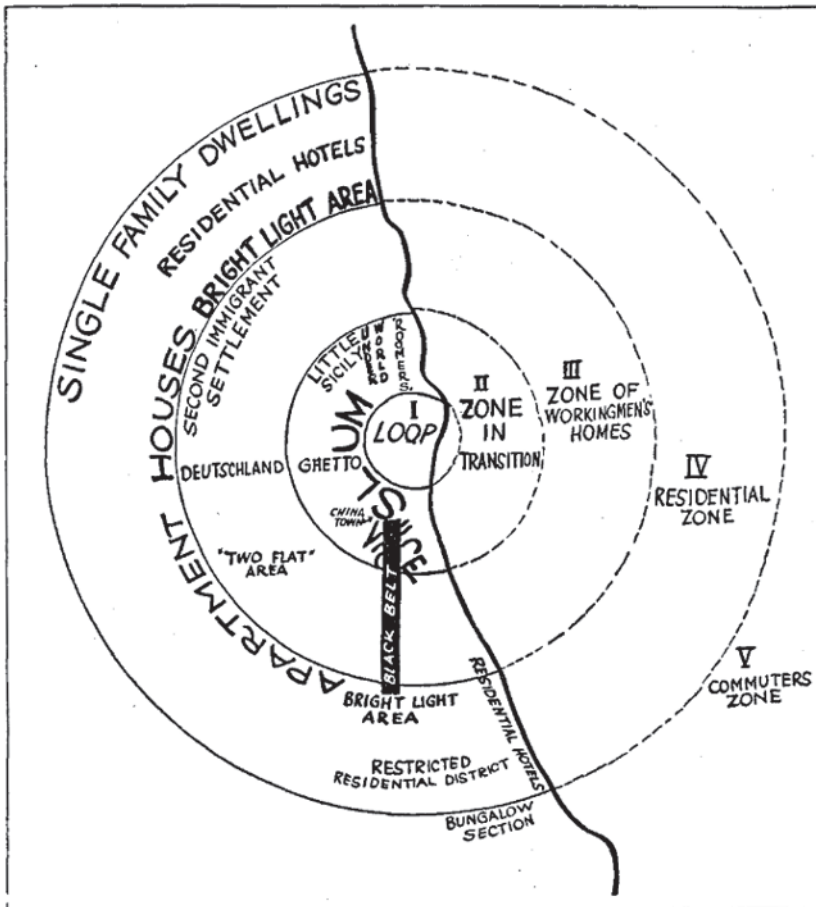 SINGLE FAMILY DWELLINGS
RESIDENTIAL HOTELS
BRIGHT LIGHT AREA
SECOND IMMIGRANT
SETTLEMENT
LITTLE
SICILY
UNDER
WORLD
ROOMERS.
I
LOOP
II
ZONE
IN
TRANSITION
III
ZONE OF
WORKINGMEN'S
HOMES
IV
RESIDENTIAL
ZONE
V
COMMUTERS
ZONE
SLUM
DEUTSCHLAND
GHETTO
CHINA
TOWN
VICE
"TWO FLAT"
AREA
BLACK BELT
APARTMENT HOUSES
BRIGHT LIGHT
AREA
RESIDENTIAL HOTELS
RESTRICTED
RESIDENTIAL DISTRICT
BUNGALOW
SECTION